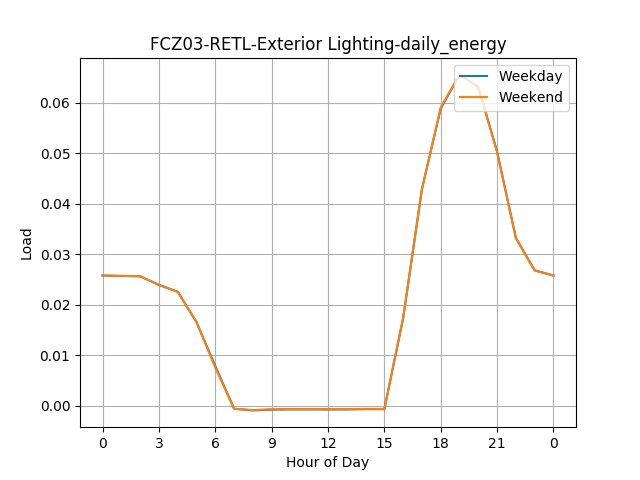 FCZ03-RETL-Exterior Lighting-daily_energy
Weekday
Weekend
0.06
0.05
0.04
0.03
0.02
0.01
0.00
Load
0 3 6 9 12 15 18 21 0
Hour of Day